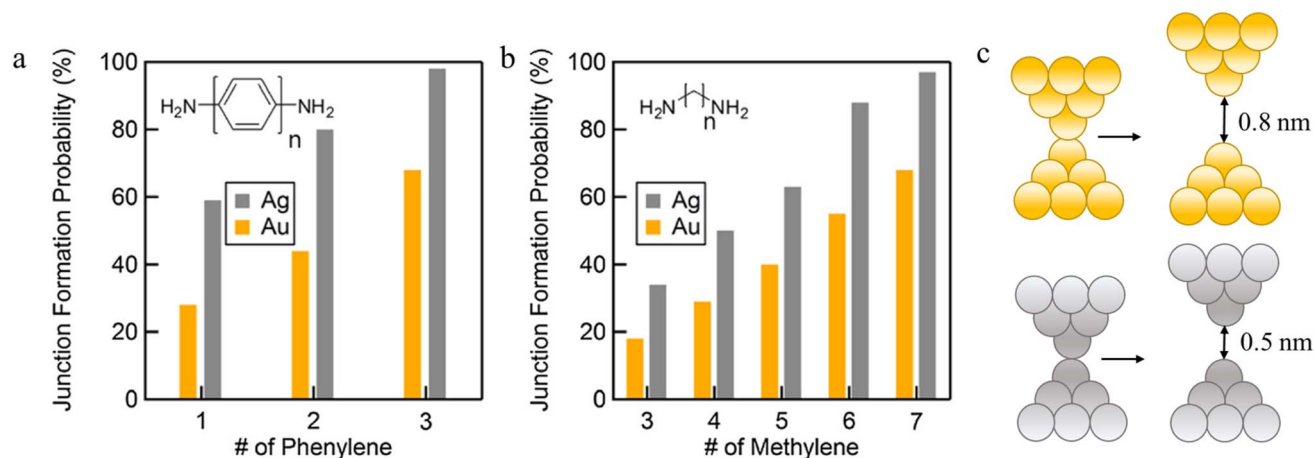 a
Junction Formation Probability (%)
100
80
60
40
20
0
H2N [ ]n NH2
Ag
Au
1 2 3
# of Phenylene
b
Junction Formation Probability (%)
100
80
60
40
20
0
H2N ( )n NH2
Ag
Au
3 4 5 6 7
# of Methylene
c
0.8 nm
0.5 nm